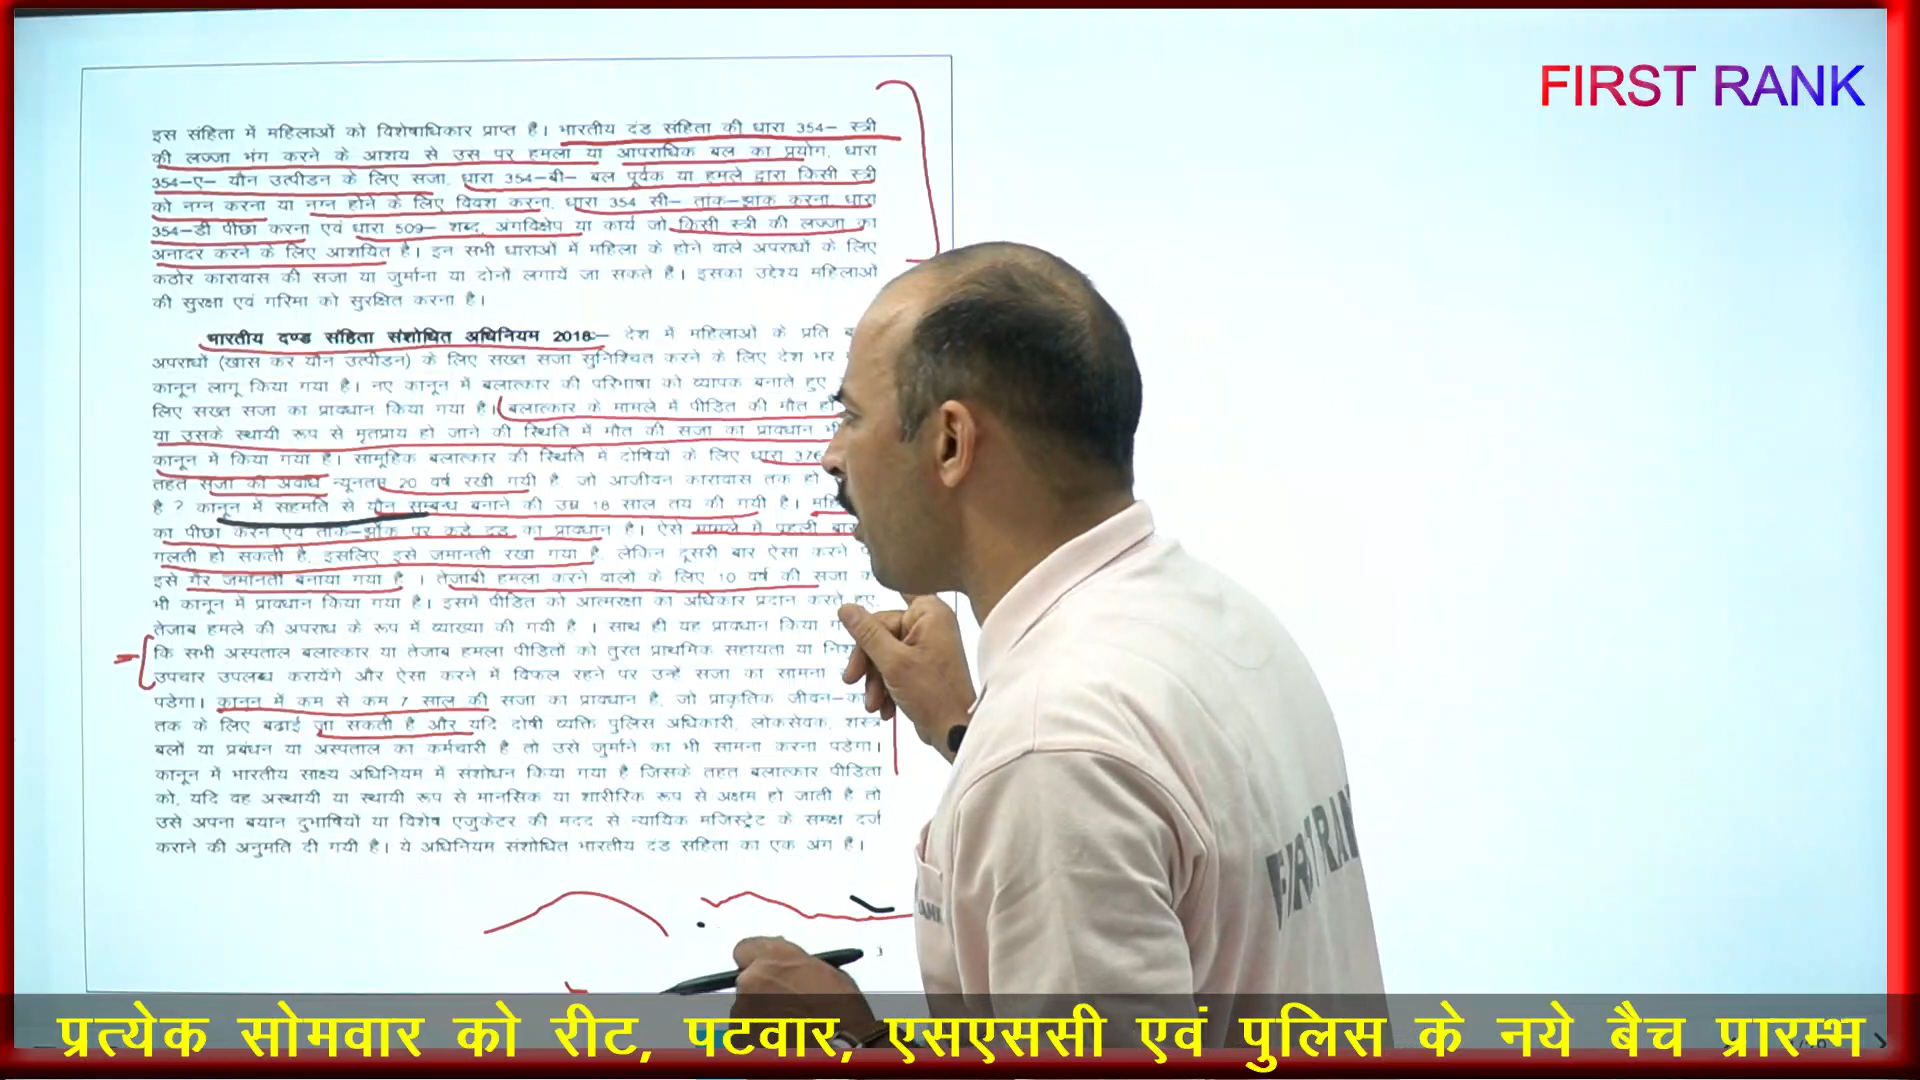 FIRST RANK
इस संहिता में महिलाओं को विशेषाधिकार प्राप्त है। भारतीय दंड संहिता की धारा 354– स्त्री
की लज्जा भंग करने के आशय से उस पर हमला या आपराधिक बल का प्रयोग, धारा
354–ए– यौन उत्पीडन के लिए सजा, धारा 354–बी– बल पूर्वक या हमले द्वारा किसी स्त्री
को नग्न करना या नग्न होने के लिए विवश करना, धारा 354 सी– तांक–झाक करना धारा
354–डी पीछा करना एवं धारा 509– शब्द, अंगविक्षेप या कार्य जो किसी स्त्री की लज्जा का
अनादर करने के लिए आशयित है। इन सभी धाराओं में महिला के होने वाले अपराधों के लिए
कठोर कारावास की सजा या जुर्माना या दोनों लगायें जा सकते है। इसका उद्देश्य महिलाओं
की सुरक्षा एवं गरिमा को सुरक्षित करना है।
भारतीय दण्ड संहिता संशोधित अधिनियम 2018:– देश में महिलाओं के प्रति
अपराधों (खास कर यौन उत्पीडन) के लिए सख्त सजा सुनिश्चित करने के लिए देश भर
कानून लागू किया गया है। नए कानून में बलात्कार की परिभाषा को व्यापक बनाते हुए
लिए सख्त सजा का प्रावधान किया गया है। बलात्कार के मामले में पीडित की मौत हो
या उसके स्थायी रूप से मृतप्राय हो जाने की स्थिति में मौत की सजा का प्रावधान भी
कानून में किया गया है। सामूहिक बलात्कार की स्थिति में दोषियों के लिए धारा 376
तहत सजा की अवधि न्यूनतम 20 वर्ष रखी गयी है, जो आजीवन कारावास तक हो
है ? कानून में सहमति से यौन सम्बन्ध बनाने की उम्र 18 साल तय की गयी है।
का पीछा करने एवं तांक–झाँक पर कडे दंड का प्रावधान है। ऐसे मामले में पहली बार
गलती हो सकती है, इसलिए इसे जमानती रखा गया है, लेकिन दूसरी बार ऐसा करने
इसे गैर जमानती बनाया गया है । तेजाबी हमला करने वालों के लिए 10 वर्ष की सजा
भी कानून में प्रावधान किया गया है। इसमें पीडित को आत्मरक्षा का अधिकार प्रदान करते हुए,
तेजाब हमले की अपराध के रूप में व्याख्या की गयी है । साथ ही यह प्रावधान किया
कि सभी अस्पताल बलात्कार या तेजाब हमला पीडितों को तुरत प्राथमिक सहायता या
उपचार उपलब्ध करायेंगे और ऐसा करने में विफल रहने पर उन्हें सजा का सामना
पडेगा। कानून में कम से कम 7 साल की सजा का प्रावधान है, जो प्राकृतिक
तक के लिए बढाई जा सकती है और यदि दोषी व्यक्ति पुलिस अधिकारी, लोकसेवक, शस्त्र
बलों या प्रबंधन या अस्पताल का कर्मचारी है तो उसे जुर्माने का भी सामना करना पडेगा।
कानून में भारतीय साक्ष्य अधिनियम में संशोधन किया गया है जिसके तहत बलात्कार पीडिता
को, यदि वह अस्थायी या स्थायी रूप से मानसिक या शारीरिक रूप से अक्षम हो जाती है तो
उसे अपना बयान दुभाषियों या विशेष एजुकेटर की मदद से न्यायिक मजिस्ट्रेट के समक्ष दर्ज
कराने की अनुमति दी गयी है। ये अधिनियम संशोधित भारतीय दंड सहिता का एक अंग है।
FIRST RAN
प्रत्येक सोमवार को रीट, पटवार, एसएससी एवं पुलिस के नये बैच प्रारम्भ